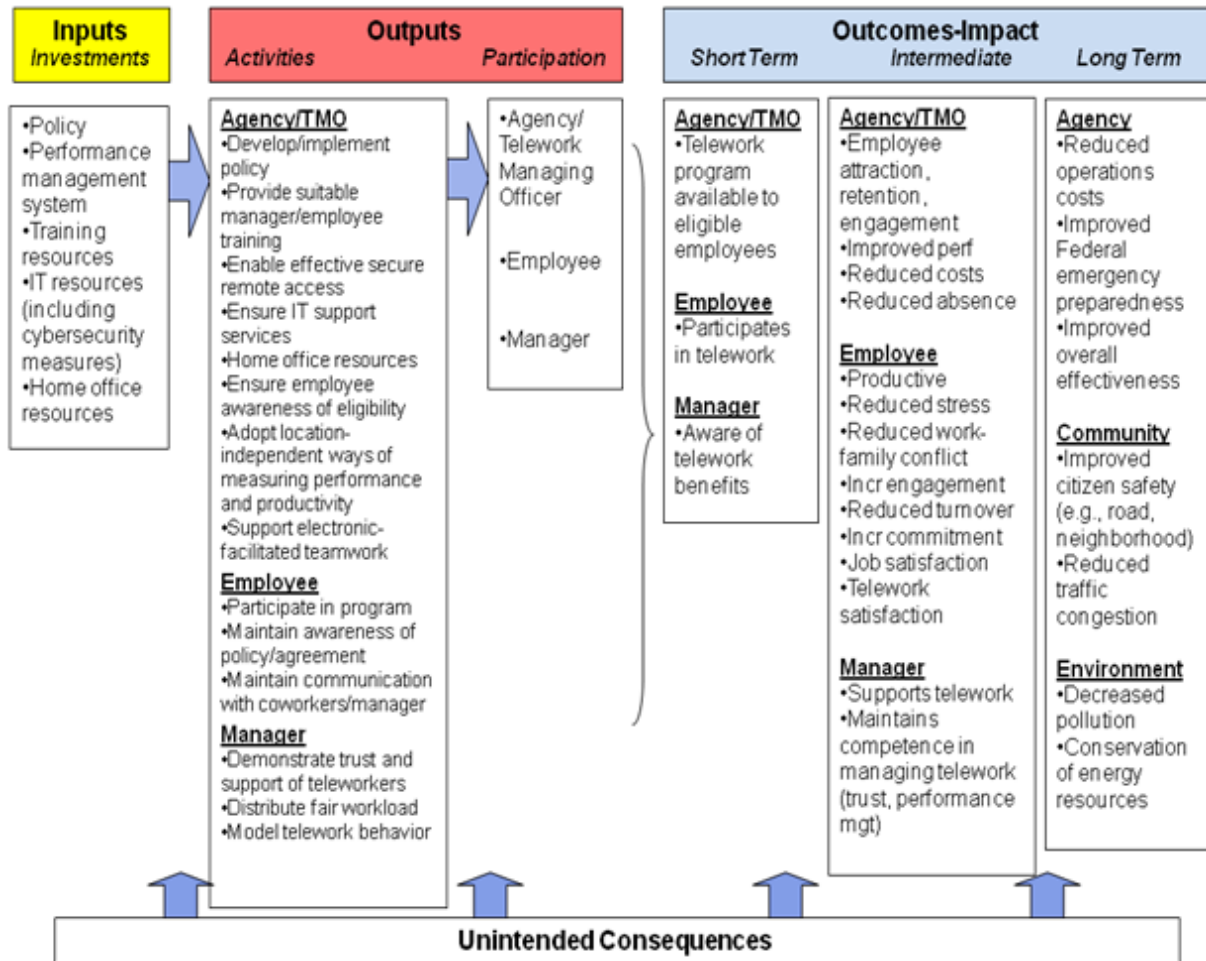 Inputs
Investments
Outputs
Activities
Participation
Outcomes-Impact
Short Term
Intermediate
Long Term
•Policy
•Performance
management
system
•Training
resources
•IT resources
(including
cybersecurity
measures)
•Home office
resources
Agency/TMO
•Develop/implement
policy
•Provide suitable
manager/employee
training
•Enable effective secure
remote access
•Ensure IT support
services
•Home office resources
•Ensure employee
awareness of eligibility
•Adopt location-
independent ways of
measuring performance
and productivity
•Support electronic-
facilitated teamwork
Employee
•Participate in program
•Maintain awareness of
policy/agreement
•Maintain communication
with coworkers/manager
Manager
•Demonstrate trust and
support of teleworkers
•Distribute fair workload
•Model telework behavior
•Agency/
Telework
Managing
Officer
•Employee
•Manager
Agency/TMO
•Telework
program
available to
eligible
employees
Employee
•Participates
in telework
Manager
•Aware of
telework
benefits
Agency/TMO
•Employee
attraction,
retention,
engagement
•Improved perf
•Reduced costs
•Reduced absence
Employee
•Productive
•Reduced stress
•Reduced work-
family conflict
•Incr engagement
•Reduced turnover
•Incr commitment
•Job satisfaction
•Telework
satisfaction
Manager
•Supports telework
•Maintains
competence in
managing telework
(trust, performance
mgt)
Agency
•Reduced
operations
costs
•Improved
Federal
emergency
preparedness
•Improved
overall
effectiveness
Community
•Improved
citizen safety
(e.g., road,
neighborhood)
•Reduced
traffic
congestion
Environment
•Decreased
pollution
•Conservation
of energy
resources
Unintended Consequences